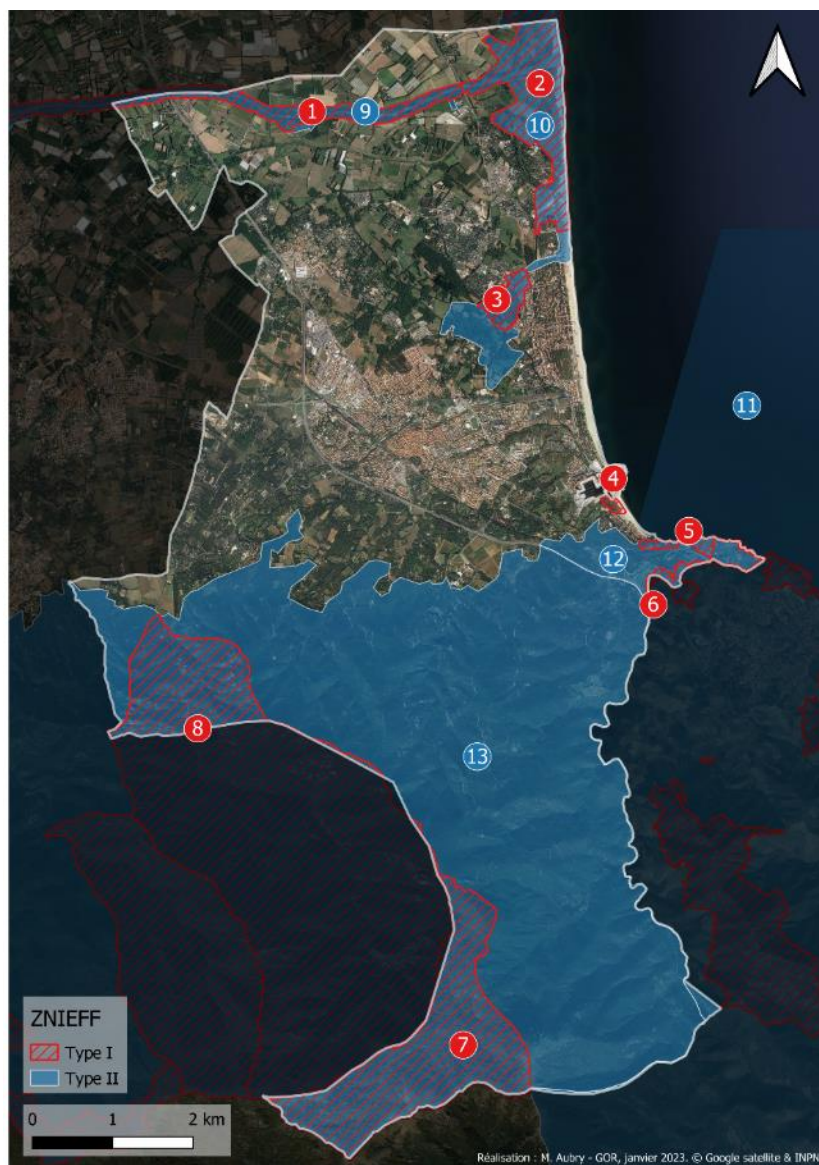 2
1
9
10
3
11
4
5
12
6
8
13
7
ZNIEFF
Type I
Type II
0 1 2 km
Réalisation : M. Aubry - GOR, janvier 2023. © Google satellite & INPN